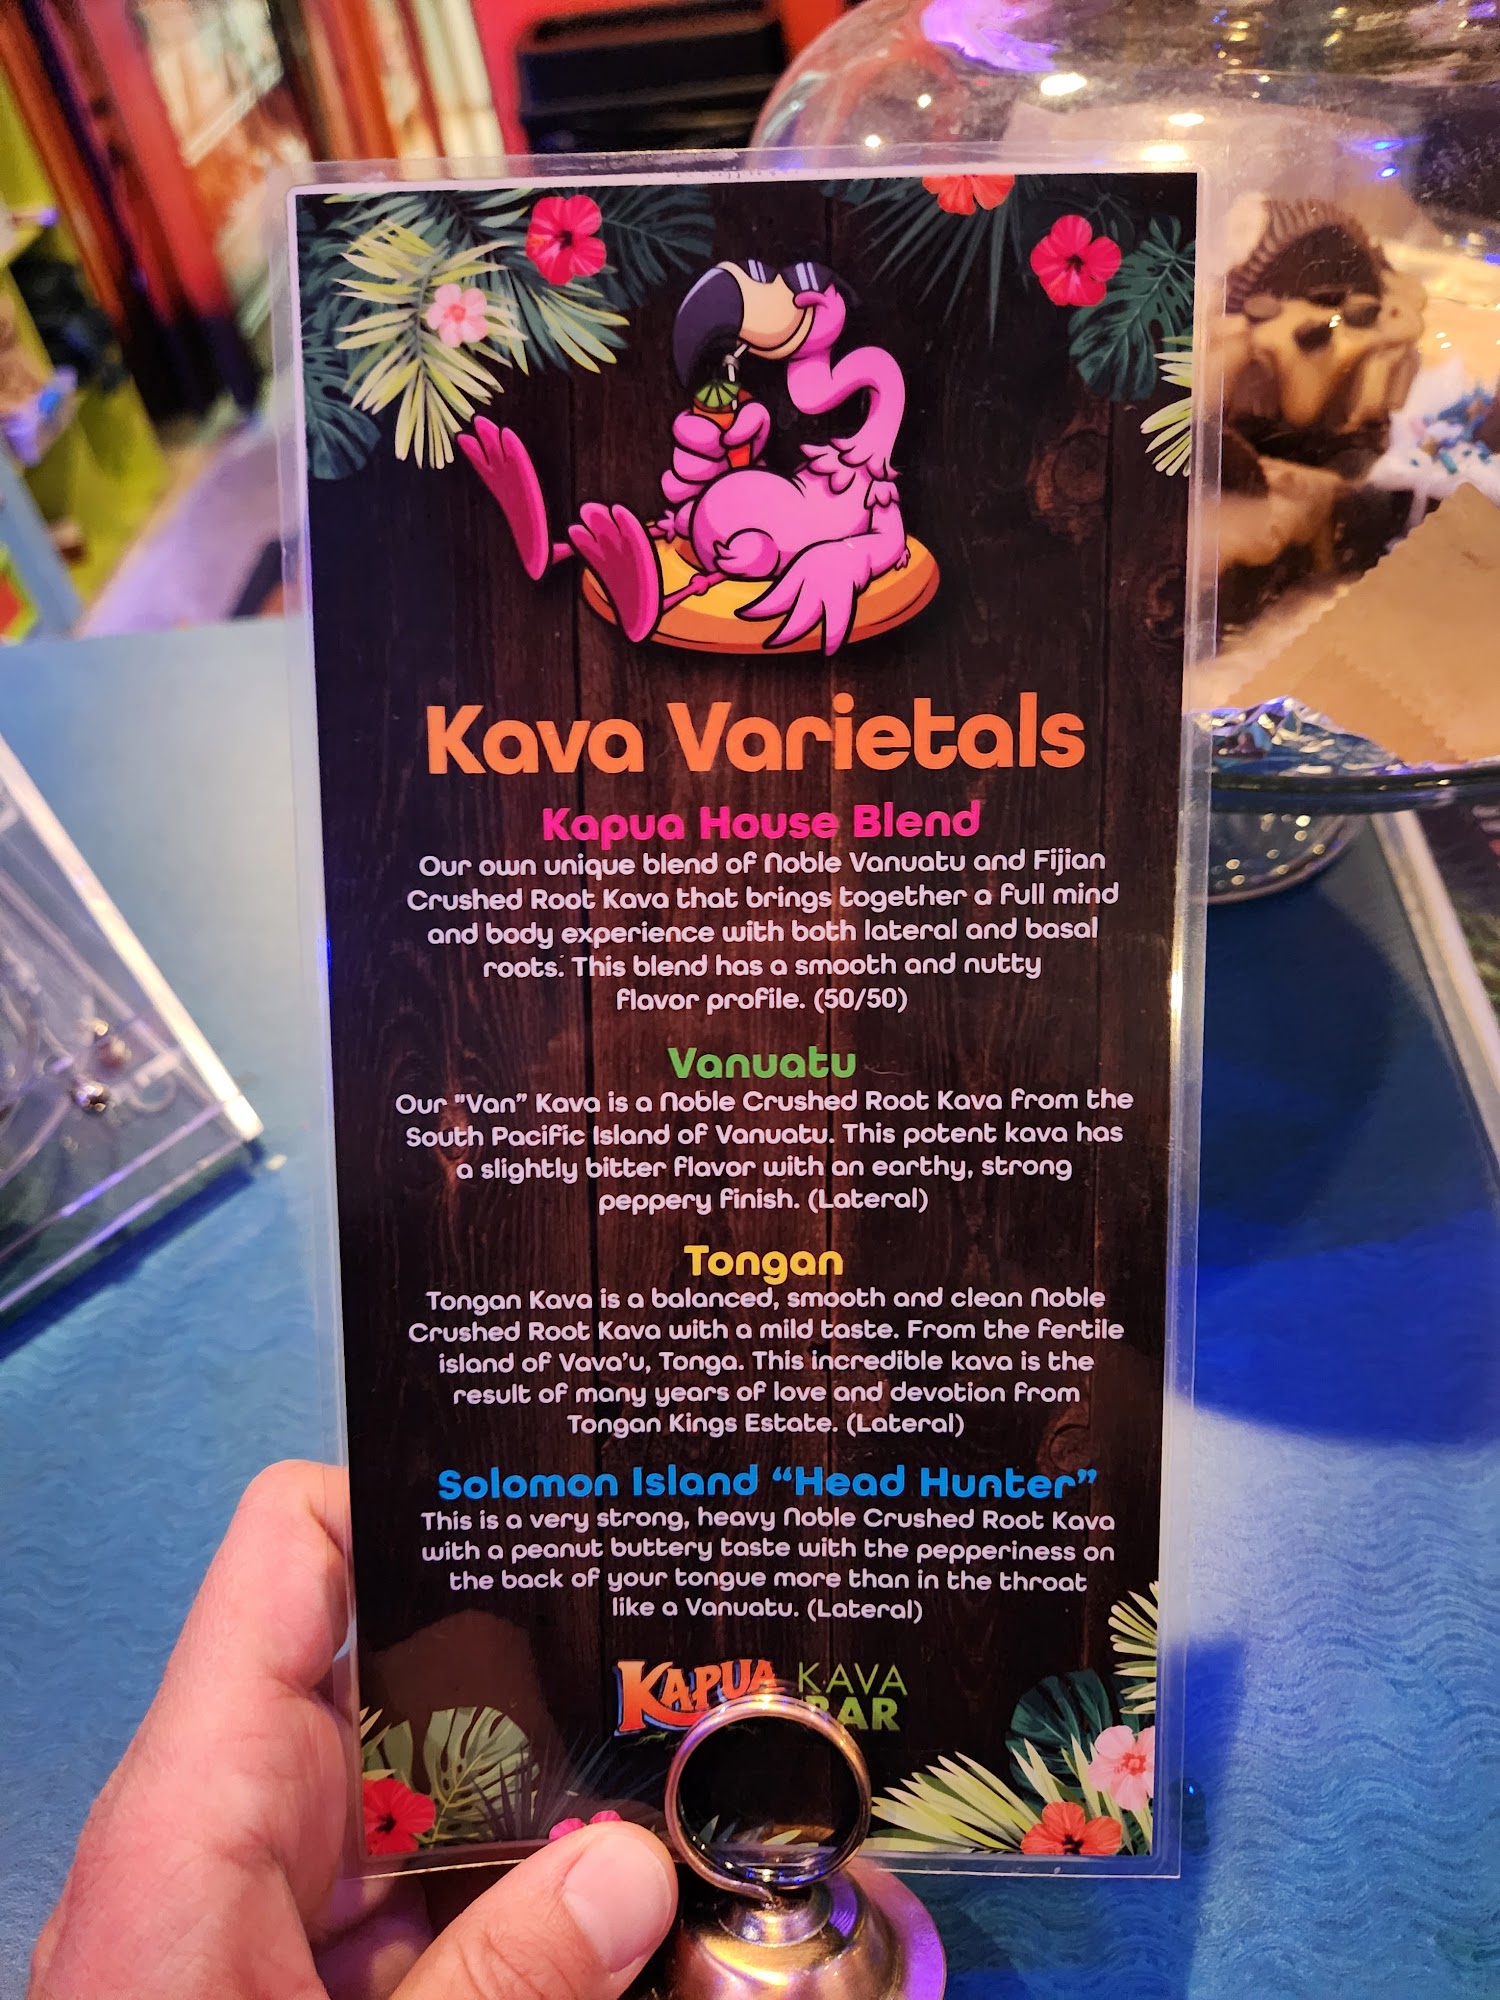 Kava Varietals
Kapua House Blend
Our own unique blend of Noble Vanuatu and Fijian
Crushed Root Kava that brings together a full mind
and body experience with both lateral and basal
roots. This blend has a smooth and nutty
flavor profile. (50/50)
Vanuatu
Our "Van" Kava is a Noble Crushed Root Kava from the
South Pacific Island of Vanuatu. This potent kava has
a slightly bitter flavor with an earthy, strong
peppery finish. (Lateral)
Tongan
Tongan Kava is a balanced, smooth and clean Noble
Crushed Root Kava with a mild taste. From the fertile
island of Vava'u, Tonga. This incredible kava is the
result of many years of love and devotion from
Tongan Kings Estate. (Lateral)
Solomon Island “Head Hunter”
This is a very strong, heavy Noble Crushed Root Kava
with a peanut buttery taste with the pepperiness on
the back of your tongue more than in the throat
like a Vanuatu. (Lateral)
KAPUA KAVA
BAR